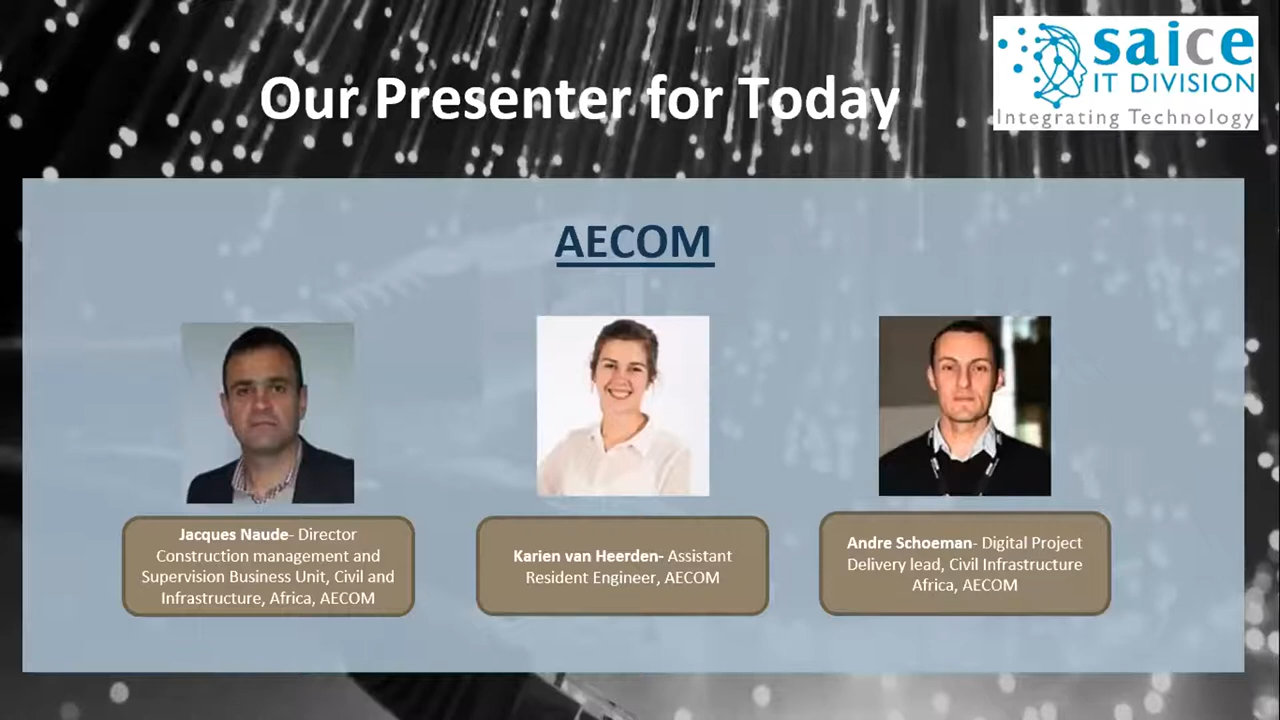 saice
IT DIVISION
Integrating Technology
Our Presenter for Today
AECOM
Jacques Naude- Director
Construction management and
Supervision Business Unit, Civil and
Infrastructure, Africa, AECOM
Karien van Heerden- Assistant
Resident Engineer, AECOM
Andre Schoeman- Digital Project
Delivery lead, Civil Infrastructure
Africa, AECOM